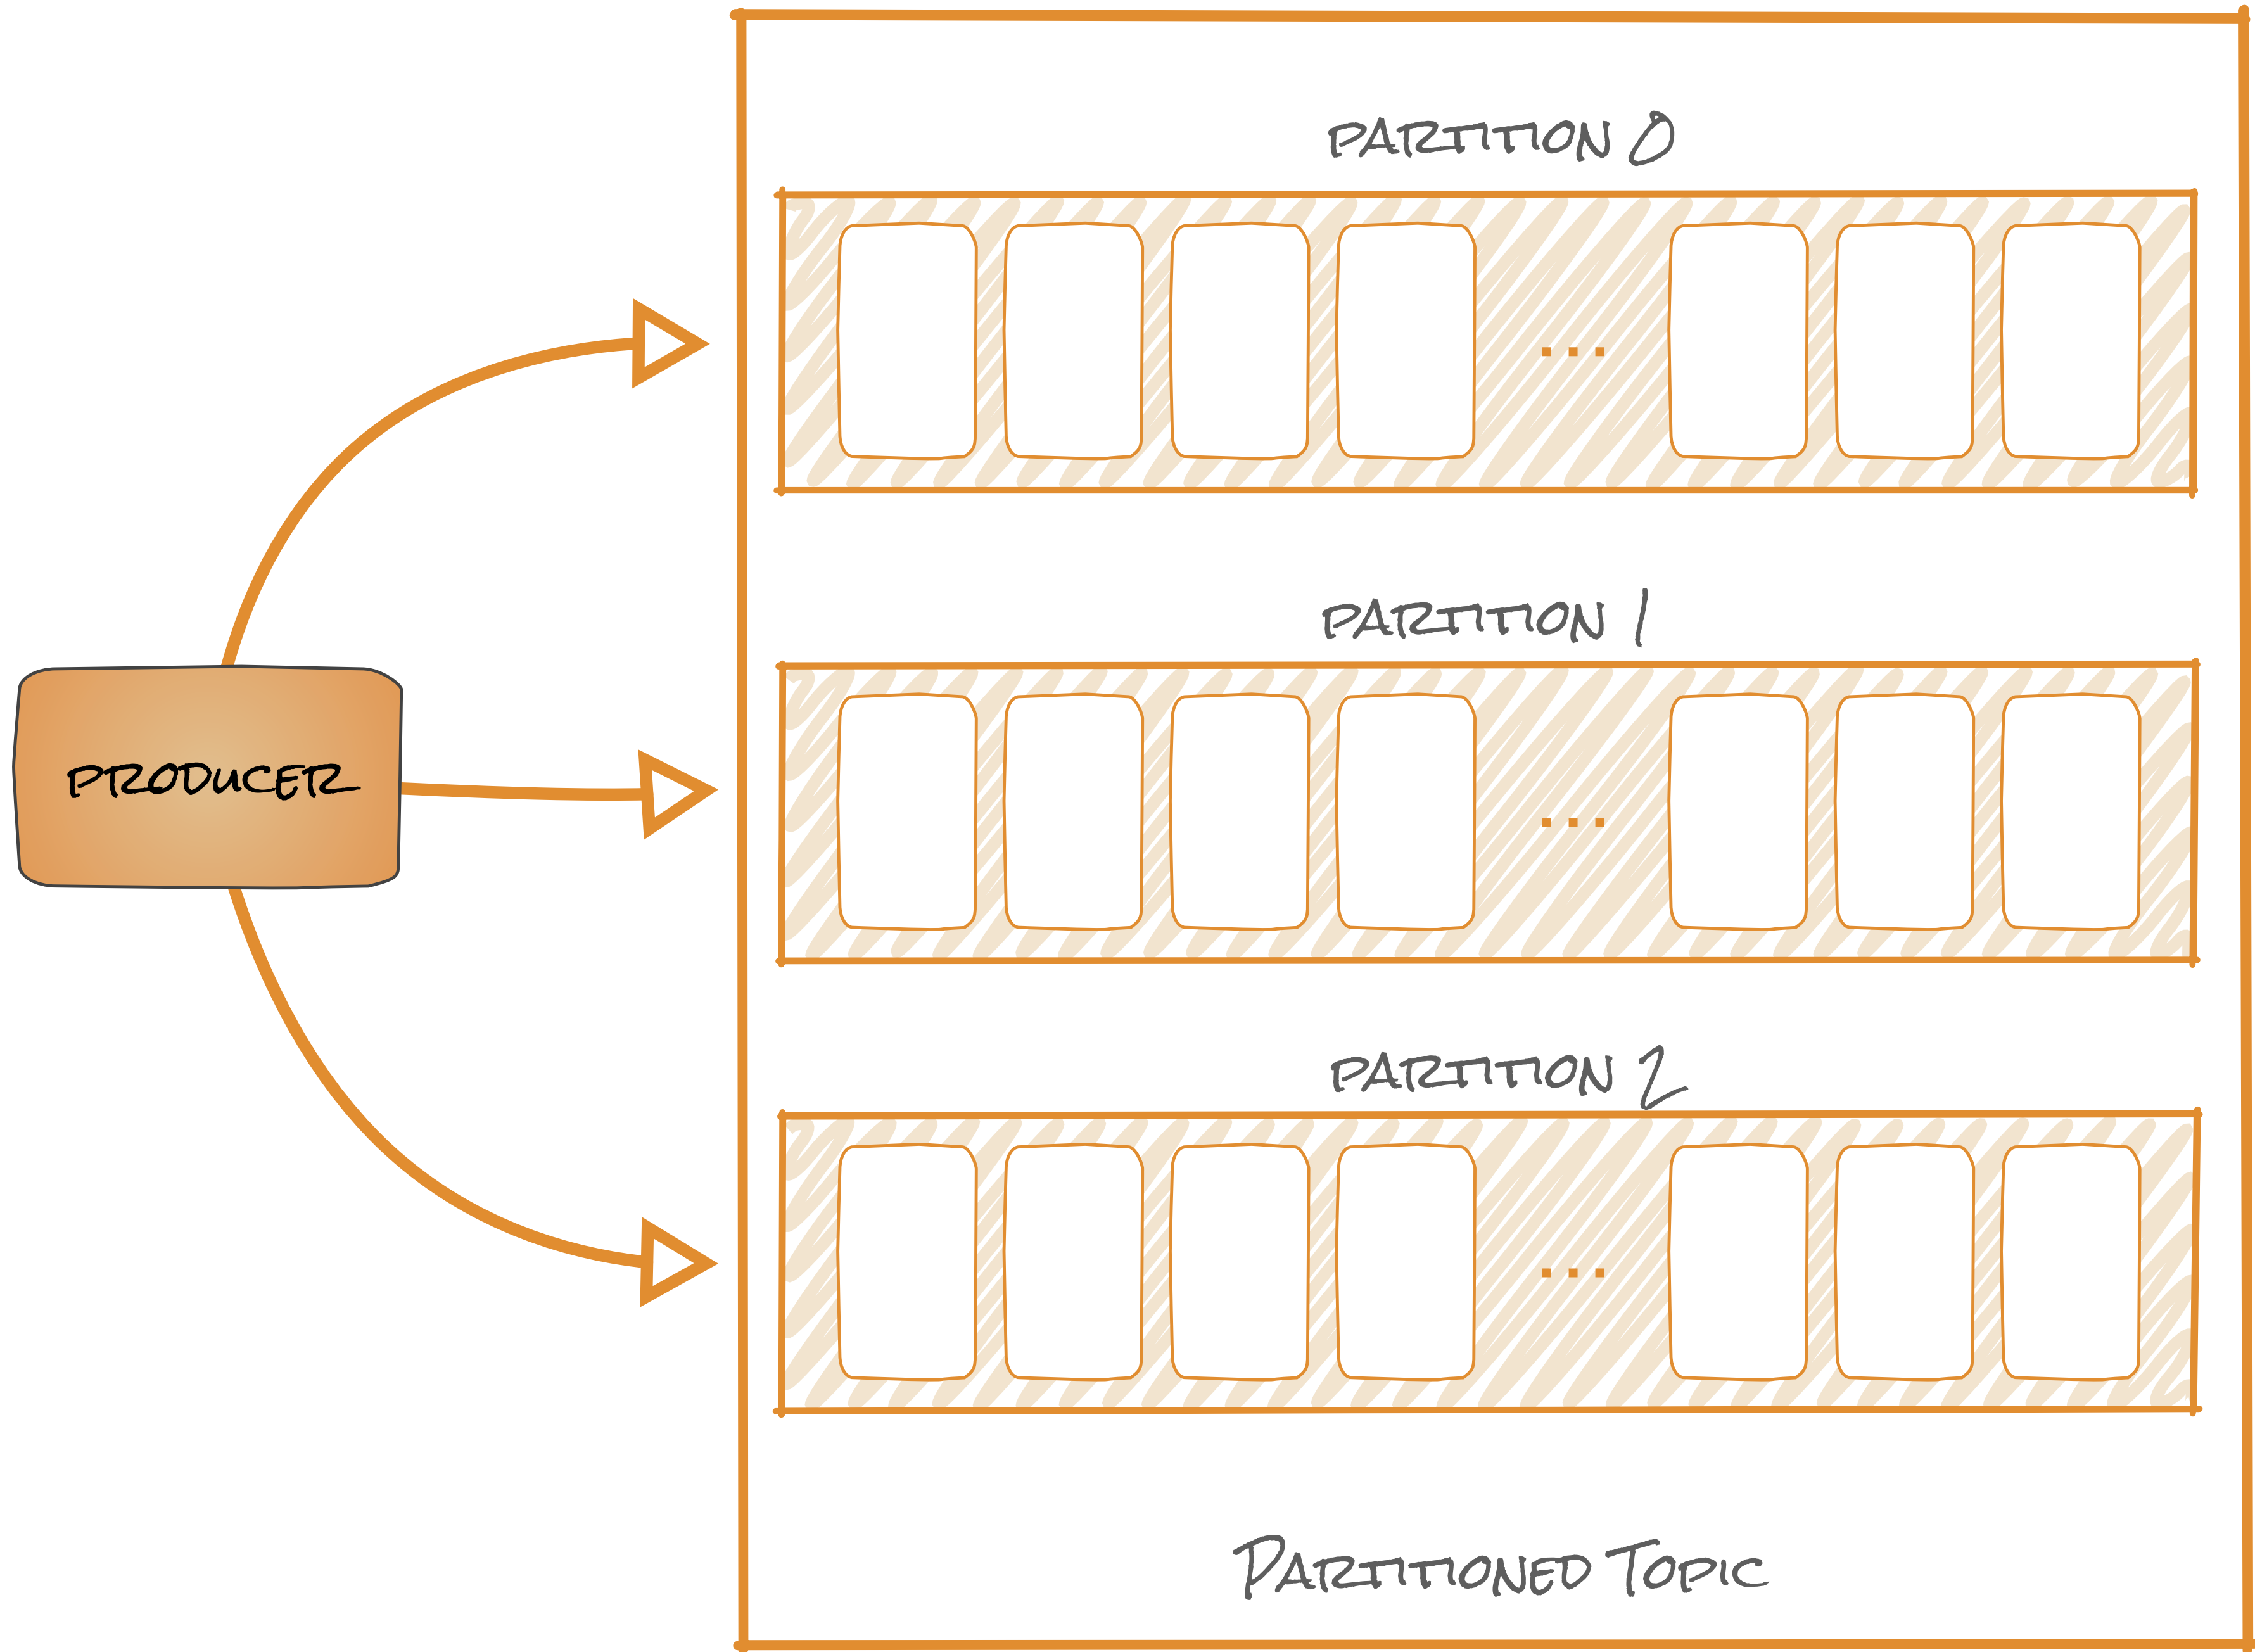 PARTITION 0
PARTITION 1
PRODUCER
PARTITION 2
...
...
...
PARTITIONED TOPIC